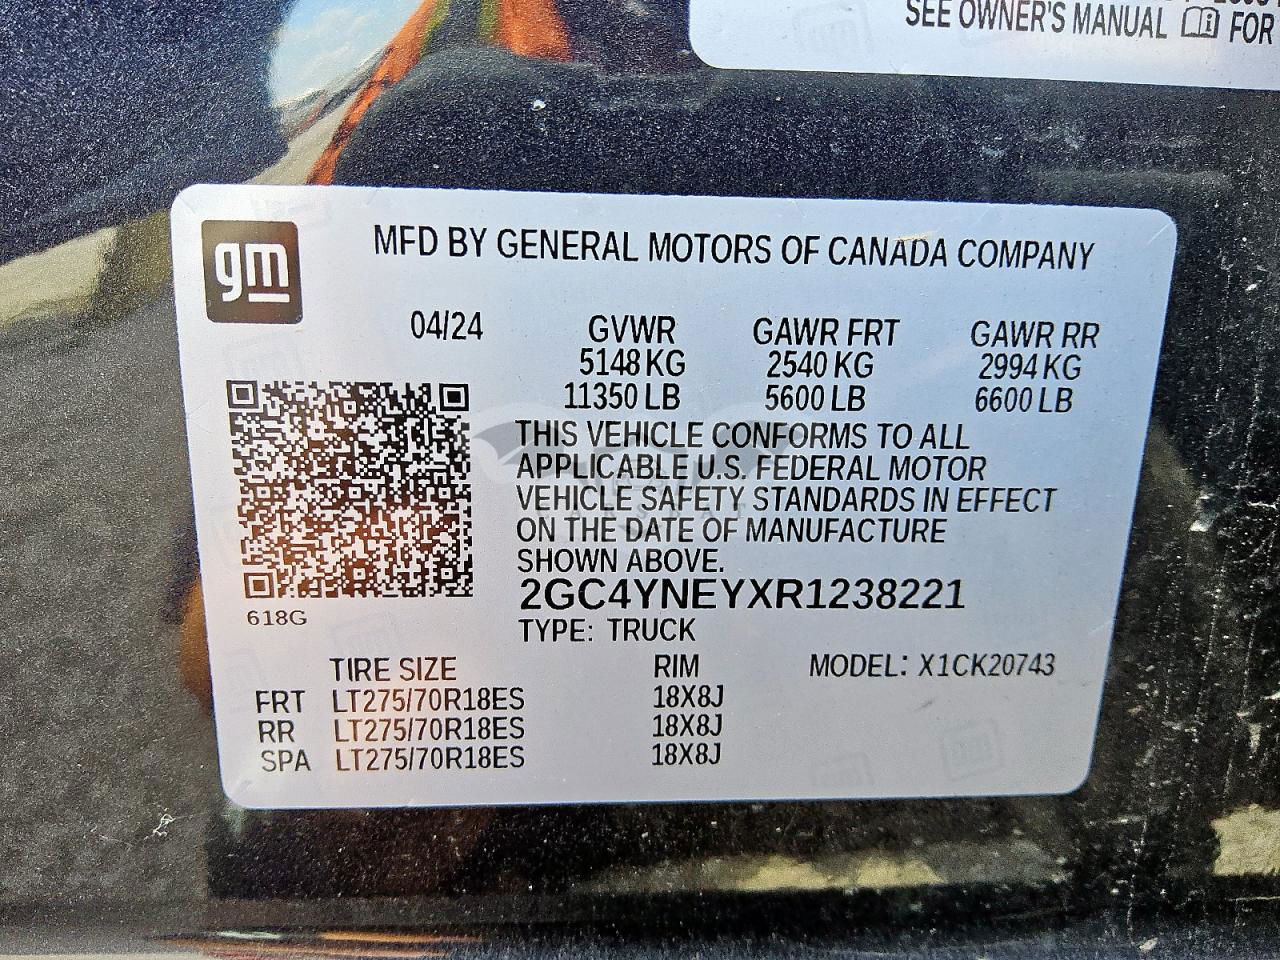 SEE OWNER'S MANUAL FOR
gm
MFD BY GENERAL MOTORS OF CANADA COMPANY
04/24 GVWR GAWR FRT GAWR RR
5148 KG 2540 KG 2994 KG
11350 LB 5600 LB 6600 LB
THIS VEHICLE CONFORMS TO ALL
APPLICABLE U.S. FEDERAL MOTOR
VEHICLE SAFETY STANDARDS IN EFFECT
ON THE DATE OF MANUFACTURE
SHOWN ABOVE.
2GC4YNEYXR1238221
618G
TYPE: TRUCK
TIRE SIZE RIM MODEL: X1CK20743
FRT LT275/70R18ES 18X8J
RR LT275/70R18ES 18X8J
SPA LT275/70R18ES 18X8J